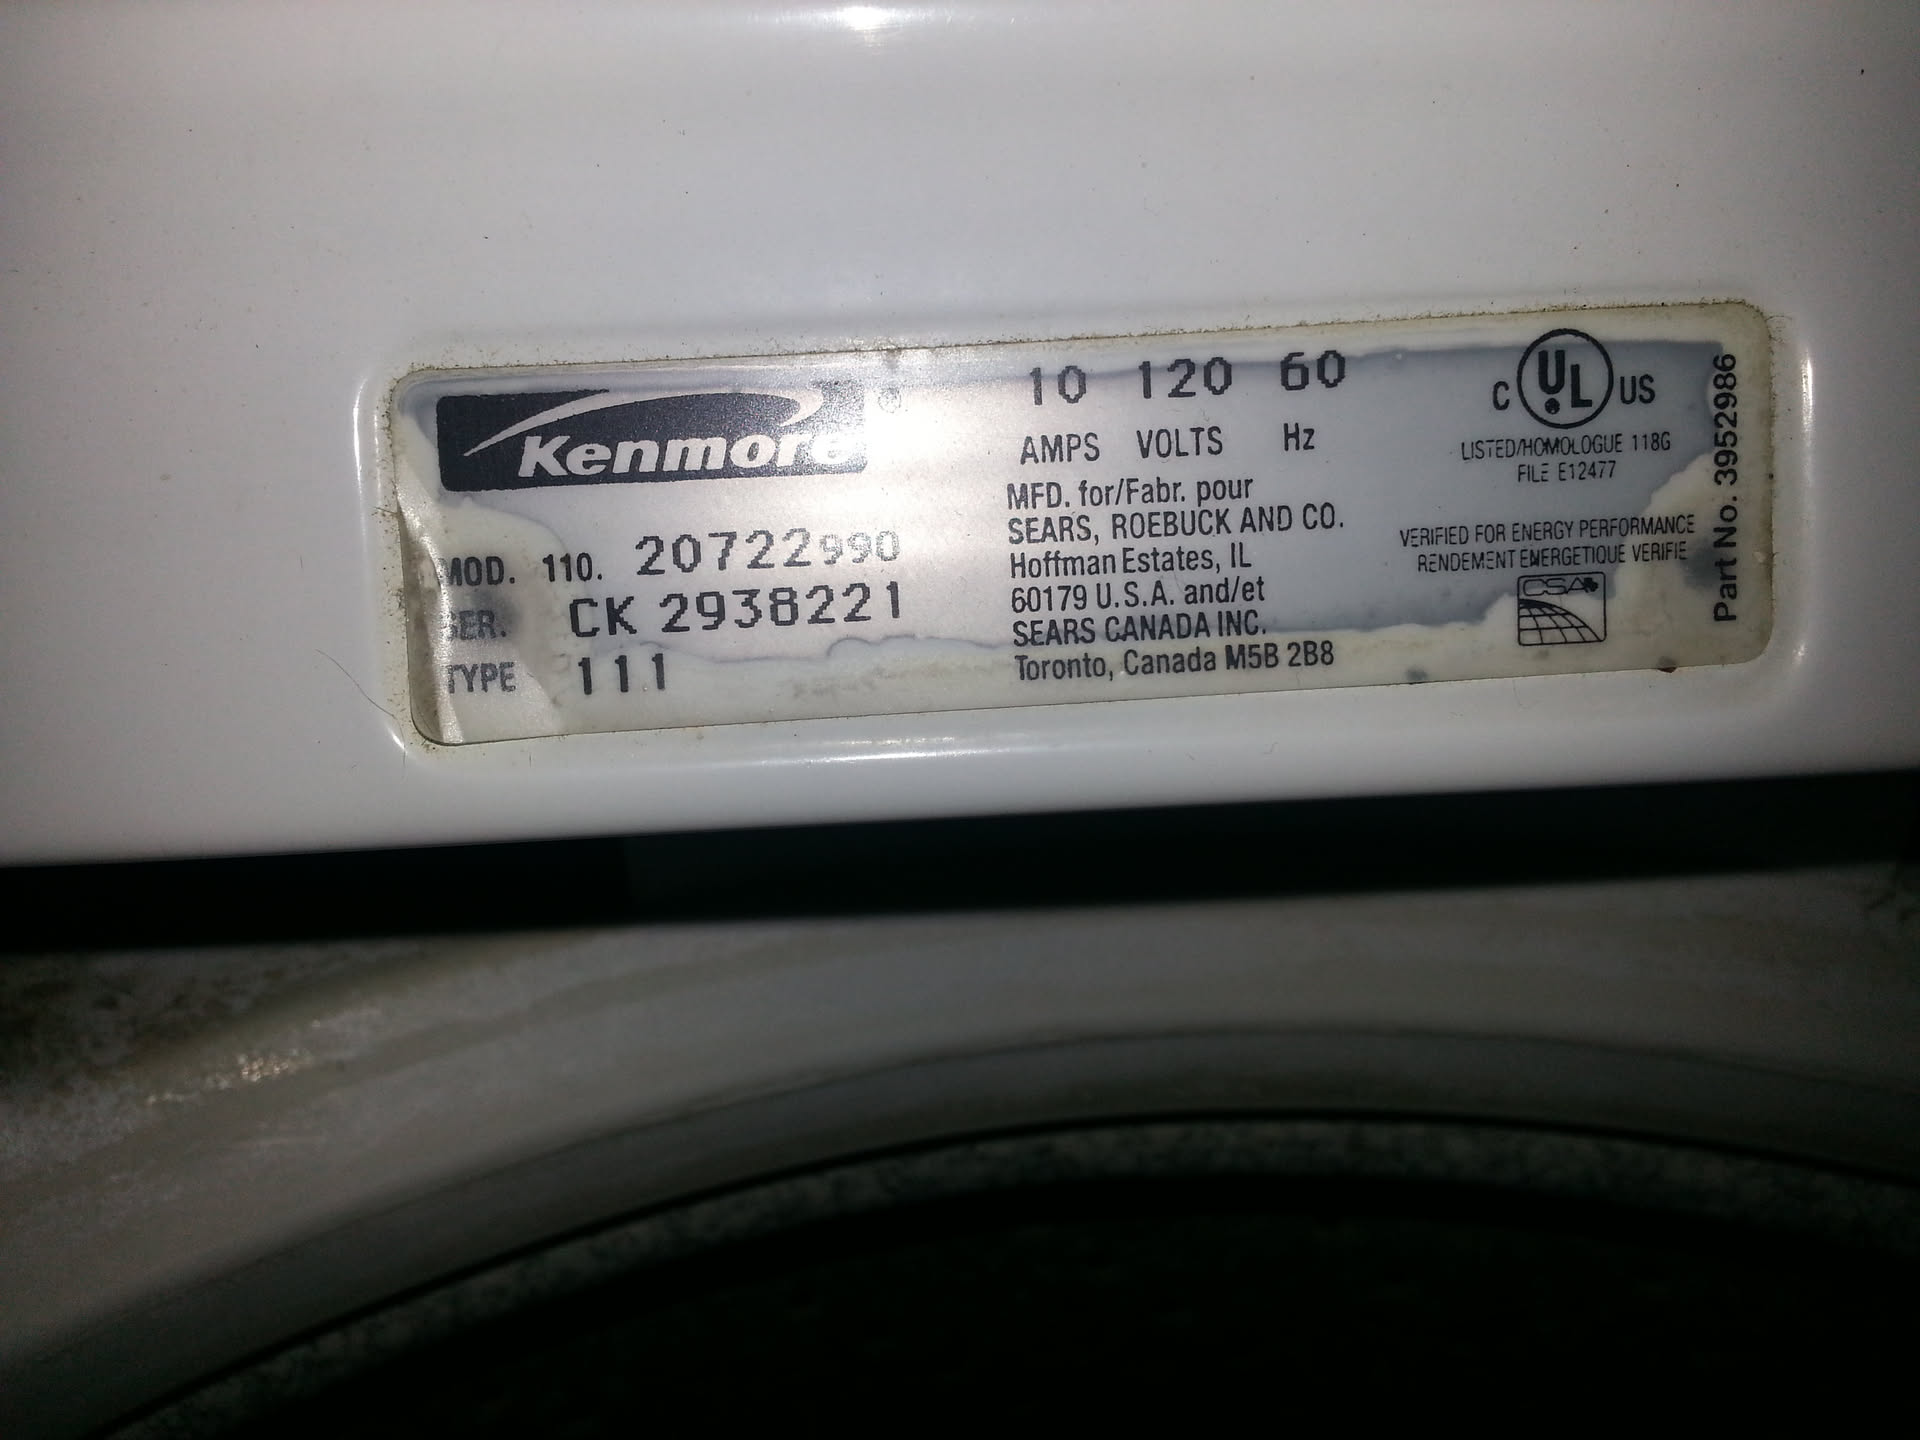 Kenmore ®
MOD. 110. 20722990
SER. CK 2938221
TYPE 111
10 120 60
AMPS VOLTS Hz
MFD. for/Fabr. pour
SEARS, ROEBUCK AND CO.
Hoffman Estates, IL
60179 U.S.A. and/et
SEARS CANADA INC.
Toronto, Canada M5B 2B8
C UL US
LISTED/HOMOLOGUE 118G
FILE E12477
VERIFIED FOR ENERGY PERFORMANCE
RENDEMENT ENERGETIQUE VERIFIE
CSA
Part No. 3952986